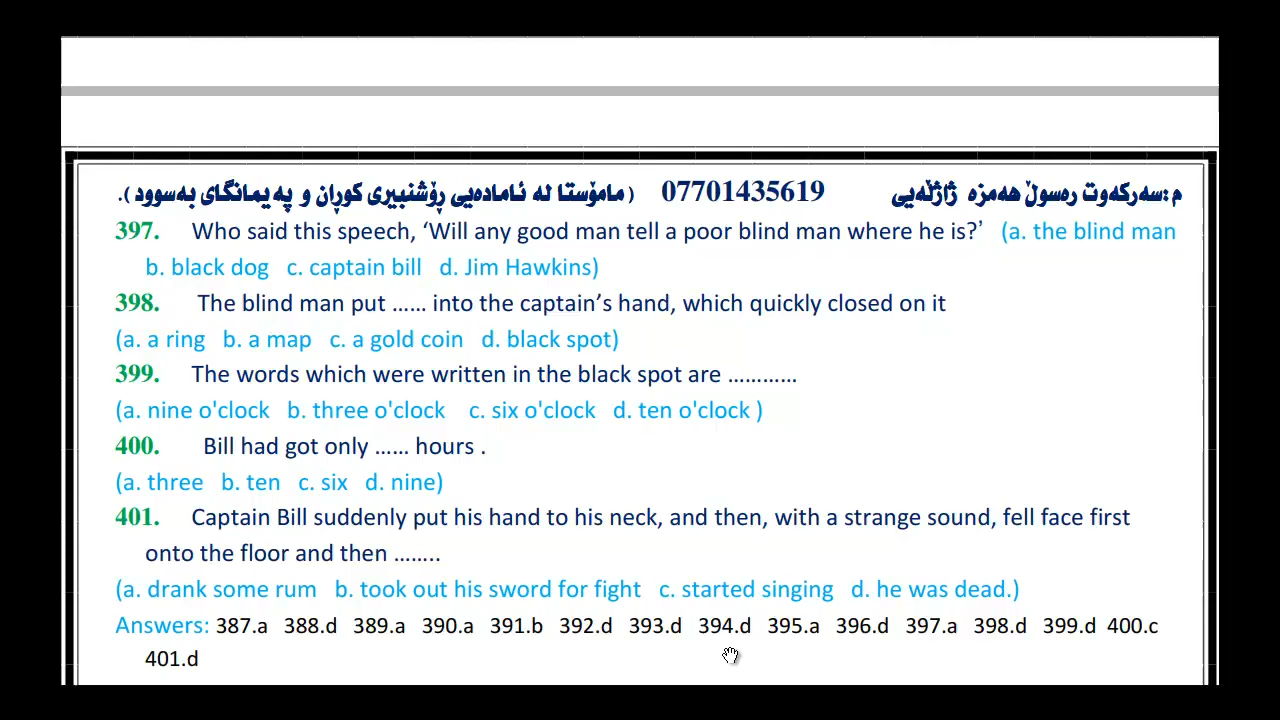 م:سەرکەوت رەسوڵ هەمزە ژاژڵەیی 07701435619 (مامۆستا لە ئامادەیی ڕۆشنبیری کوڕان و پەیمانگای بەسوود).
397. Who said this speech, ‘Will any good man tell a poor blind man where he is?’ (a. the blind man
b. black dog c. captain bill d. Jim Hawkins)
398. The blind man put …… into the captain’s hand, which quickly closed on it
(a. a ring b. a map c. a gold coin d. black spot)
399. The words which were written in the black spot are …………
(a. nine o'clock b. three o'clock c. six o'clock d. ten o'clock )
400. Bill had got only …… hours .
(a. three b. ten c. six d. nine)
401. Captain Bill suddenly put his hand to his neck, and then, with a strange sound, fell face first
onto the floor and then ……..
(a. drank some rum b. took out his sword for fight c. started singing d. he was dead.)
Answers: 387.a 388.d 389.a 390.a 391.b 392.d 393.d 394.d 395.a 396.d 397.a 398.d 399.d 400.c
401.d